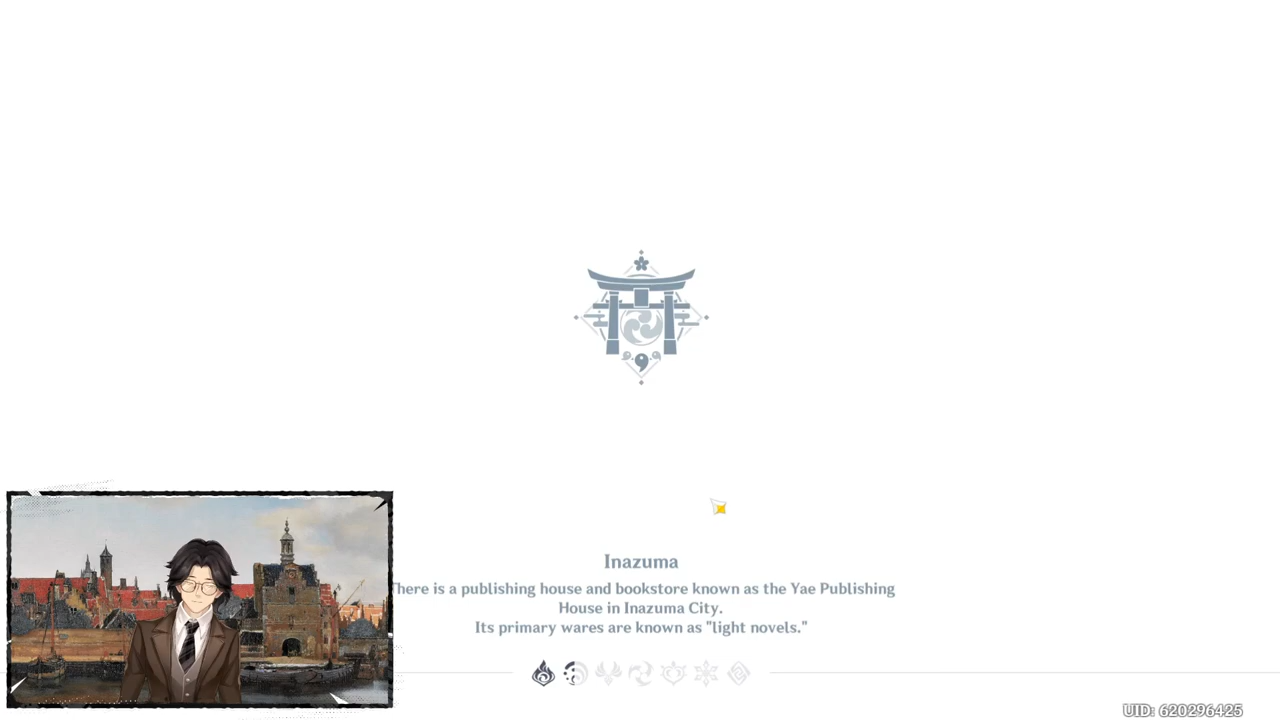 Inazuma
There is a publishing house and bookstore known as the Yae Publishing
House in Inazuma City.
Its primary wares are known as "light novels."
UID: 620296425